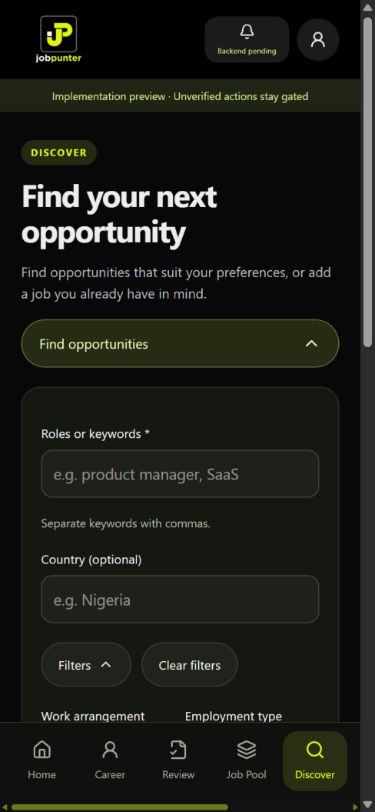 JP
jobpunter
Backend pending
Implementation preview · Unverified actions stay gated
DISCOVER
Find your next
opportunity
Find opportunities that suit your preferences, or add
a job you already have in mind.
Find opportunities
Roles or keywords *
e.g. product manager, SaaS
Separate keywords with commas.
Country (optional)
e.g. Nigeria
Filters
Clear filters
Work arrangement
Employment type
Home
Career
Review
Job Pool
Discover